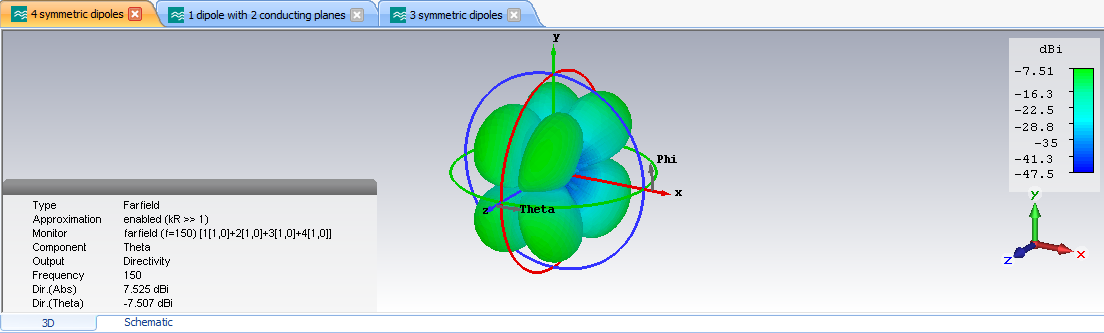 4 symmetric dipoles
1 dipole with 2 conducting planes
3 symmetric dipoles
y
Phi
x
z
Theta
dBi
-7.51
-16.3
-22.5
-28.8
-35
-41.3
-47.5
y
x
z
Type Farfield
Approximation enabled (kR >> 1)
Monitor farfield (f=150) [1[1,0]+2[1,0]+3[1,0]+4[1,0]]
Component Theta
Output Directivity
Frequency 150
Dir.(Abs) 7.525 dBi
Dir.(Theta) -7.507 dBi
3D Schematic